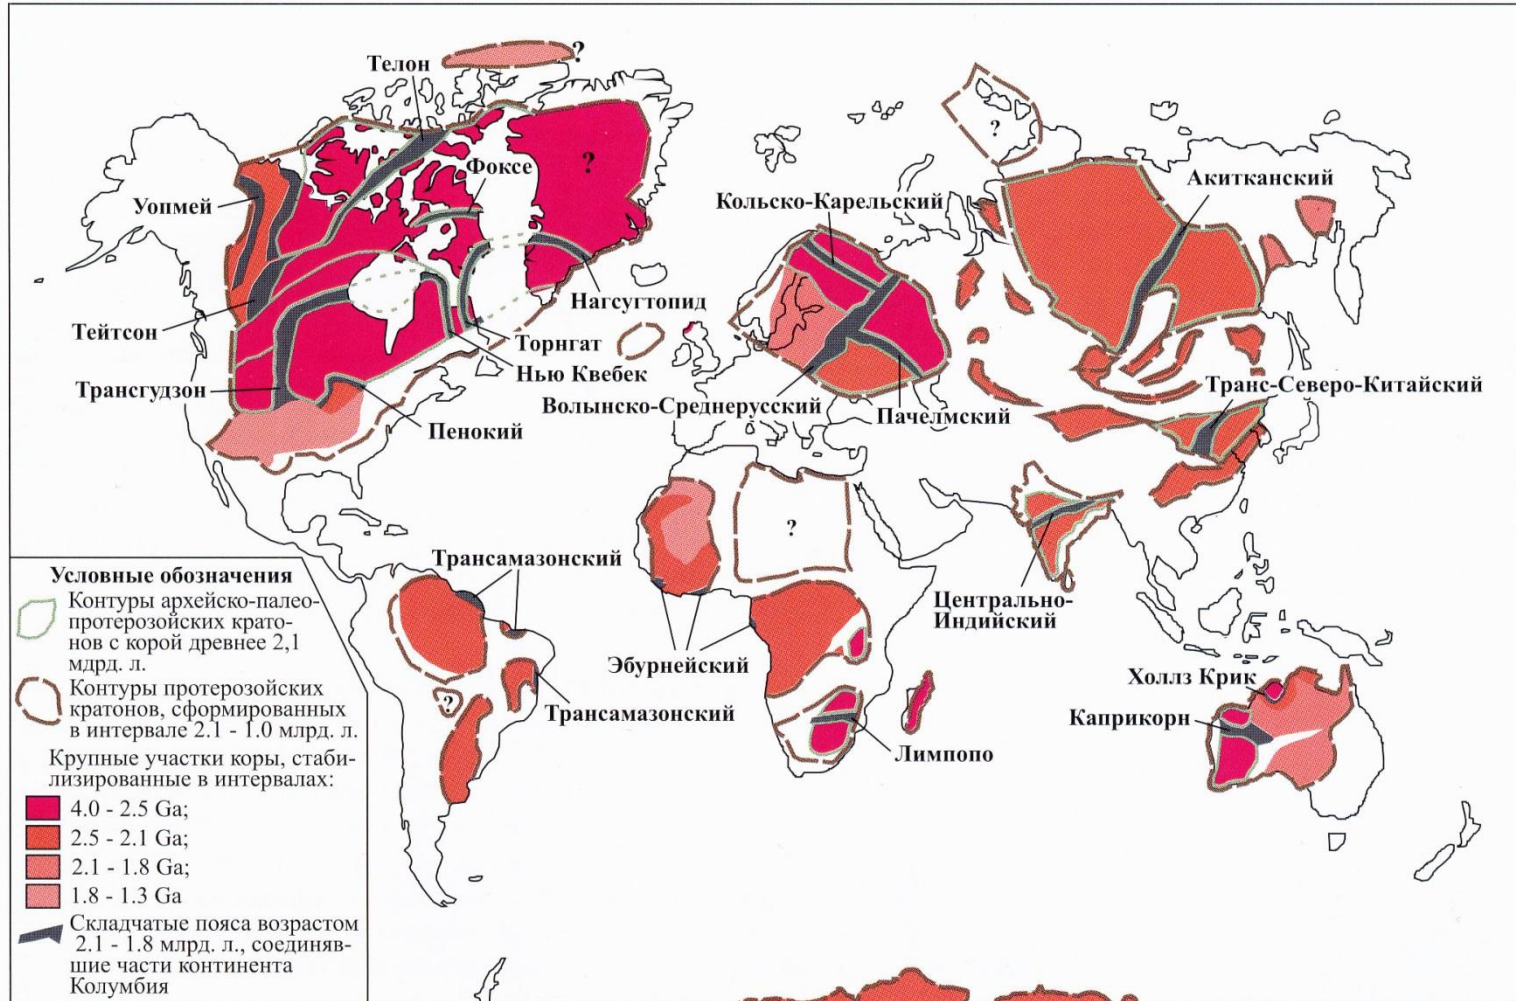 ?
Телон
Фоксе
?
?
Акитканский
Уопмей
Кольско-Карельский
Нагсугтопид
Тейтсон
Торнгат
Нью Квебек
Трансгудзон
Транс-Северо-Китайский
Волынско-Среднерусский
Пачелмский
Пенокий
?
Трансамазонский
Центрально-
Индийский
Эбурнейский
Холлз Крик
?
Трансамазонский
Каприкорн
Лимпопо
Условные обозначения
Контуры архейско-палео-
протерозойских крато-
нов с корой древнее 2,1
мдрд. л.
Контуры протерозойских
кратонов, сформированных
в интервале 2.1 - 1.0 млрд. л.
Крупные участки коры, стаби-
лизированные в интервалах:
4.0 - 2.5 Ga;
2.5 - 2.1 Ga;
2.1 - 1.8 Ga;
1.8 - 1.3 Ga
Складчатые пояса возрастом
2.1 - 1.8 млрд. л., соединяв-
шие части континента
Колумбия